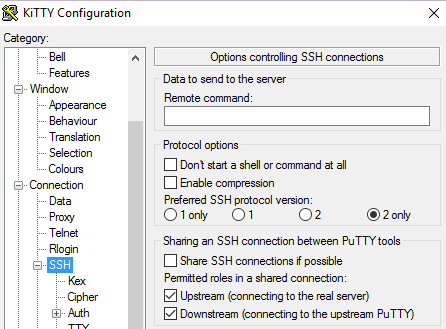 KiTTY Configuration
Category:
Bell
Features
Window
Appearance
Behaviour
Translation
Selection
Colours
Connection
Data
Proxy
Telnet
Rlogin
SSH
Kex
Cipher
Auth
TTY
Options controlling SSH connections
Data to send to the server
Remote command:
Protocol options
Don't start a shell or command at all
Enable compression
Preferred SSH protocol version:
1 only 1 2 2 only
Sharing an SSH connection between PuTTY tools
Share SSH connections if possible
Permitted roles in a shared connection:
Upstream (connecting to the real server)
Downstream (connecting to the upstream PuTTY)